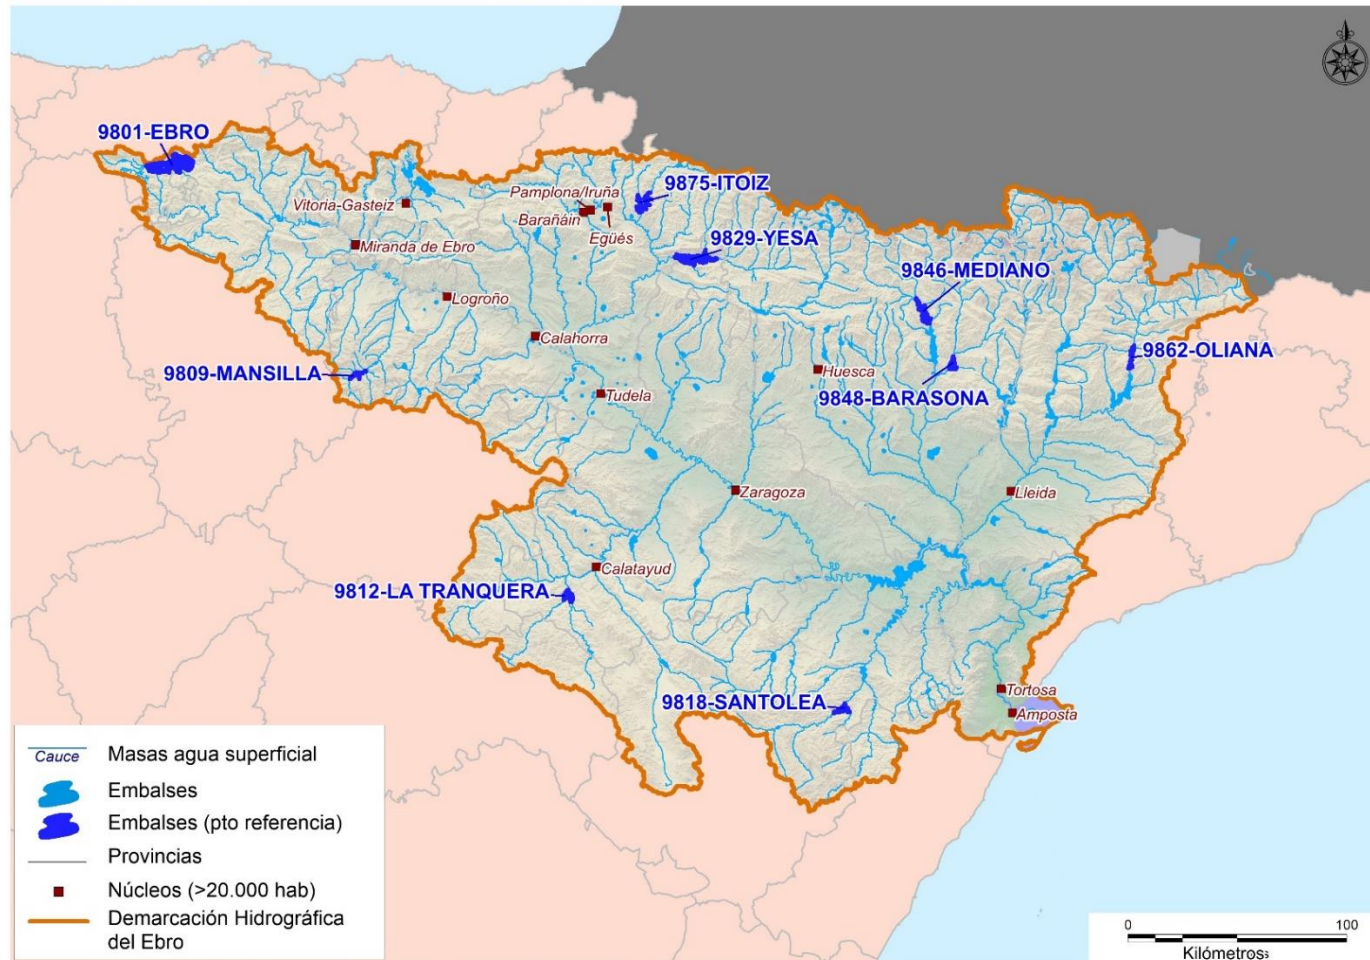 9801-EBRO
9875-ITOIZ
Pamplona/Iruña
Vitoria-Gasteiz
Barañáin
Egüés
9829-YESA
Miranda de Ebro
9846-MEDIANO
Logroño
Calahorra
9862-OLIANA
9809-MANSILLA
Huesca
Tudela
9848-BARASONA
Zaragoza
Lleida
Calatayud
9812-LA TRANQUERA
Tortosa
9818-SANTOLEA
Amposta
Cauce Masas agua superficial
Embalses
Embalses (pto referencia)
Provincias
Núcleos (>20.000 hab)
Demarcación Hidrográfica
del Ebro
0 100
Kilómetros